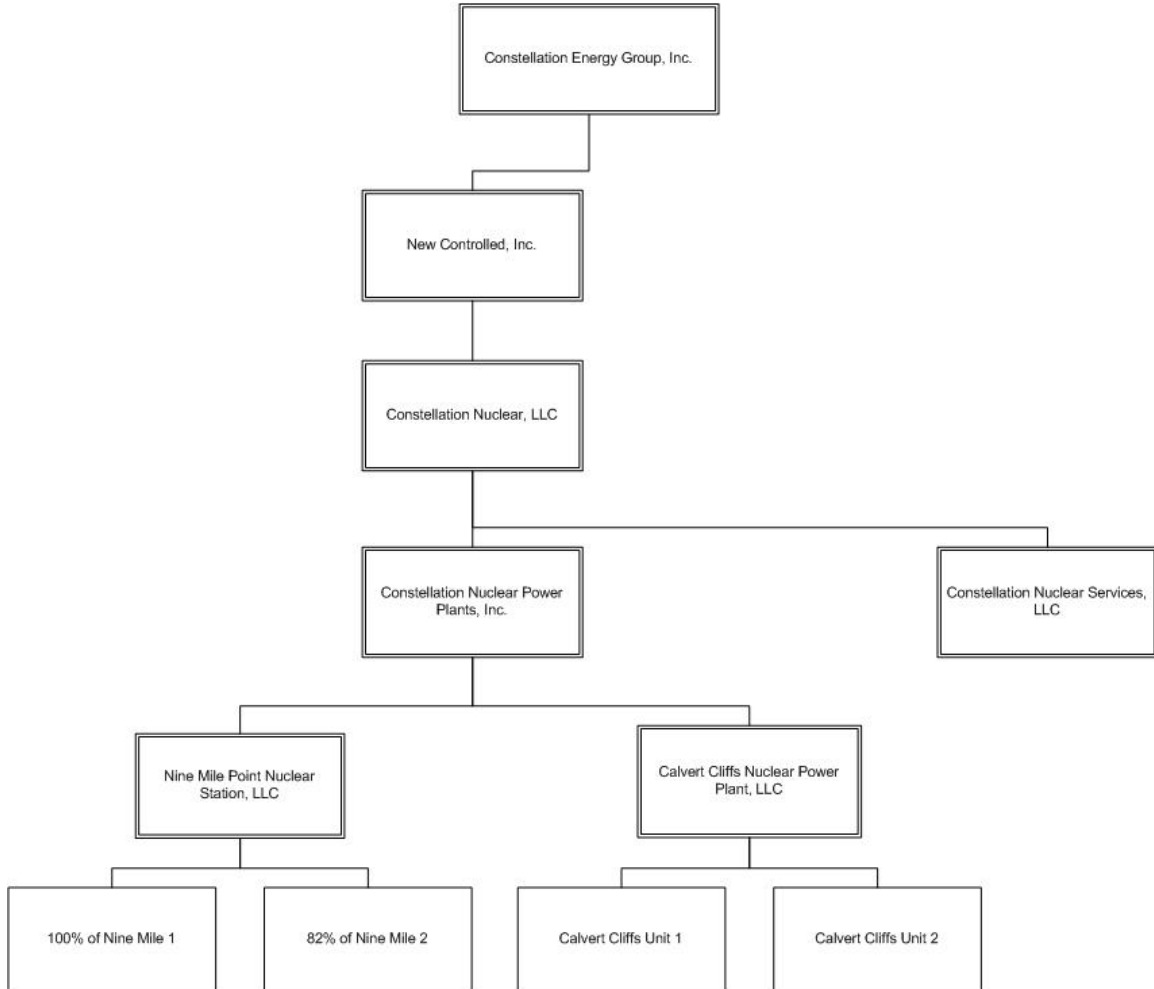 Constellation Energy Group, Inc.
New Controlled, Inc.
Constellation Nuclear, LLC
Constellation Nuclear Power
Plants, Inc.
Constellation Nuclear Services,
LLC
Nine Mile Point Nuclear
Station, LLC
Calvert Cliffs Nuclear Power
Plant, LLC
100% of Nine Mile 1
82% of Nine Mile 2
Calvert Cliffs Unit 1
Calvert Cliffs Unit 2